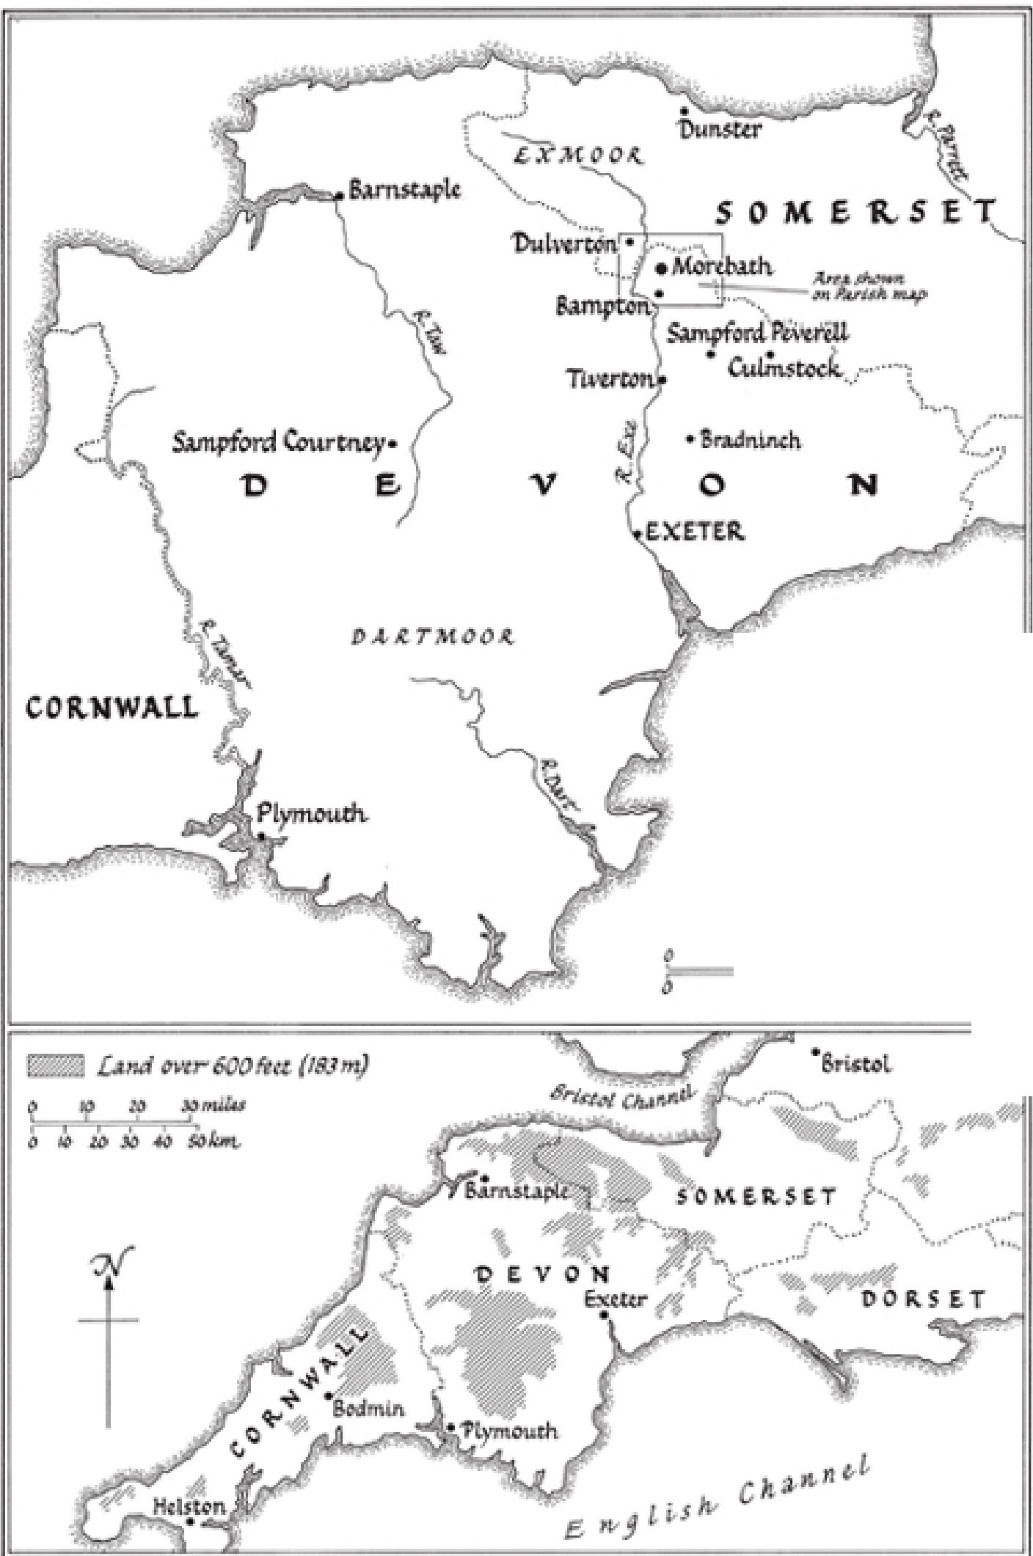 Dunster
R. Parrett
EXMOOR
Barnstaple
SOMERSET
Dulverton
Morebath
Area shown
on Parish map
Bampton
Sampford Peverell
R. Taw
Culmstock
Tiverton
Sampford Courtney
Bradninch
R. Exe
DEVON
EXETER
R. Tamar
DARTMOOR
CORNWALL
R. Dart
Plymouth
0
0
Land over 600 feet (183 m)
0 10 20 30 miles
0 10 20 30 40 50 km
Bristol
Bristol Channel
Barnstaple
SOMERSET
N
DEVON
Exeter
DORSET
CORNWALL
Bodmin
Plymouth
Helston
English Channel